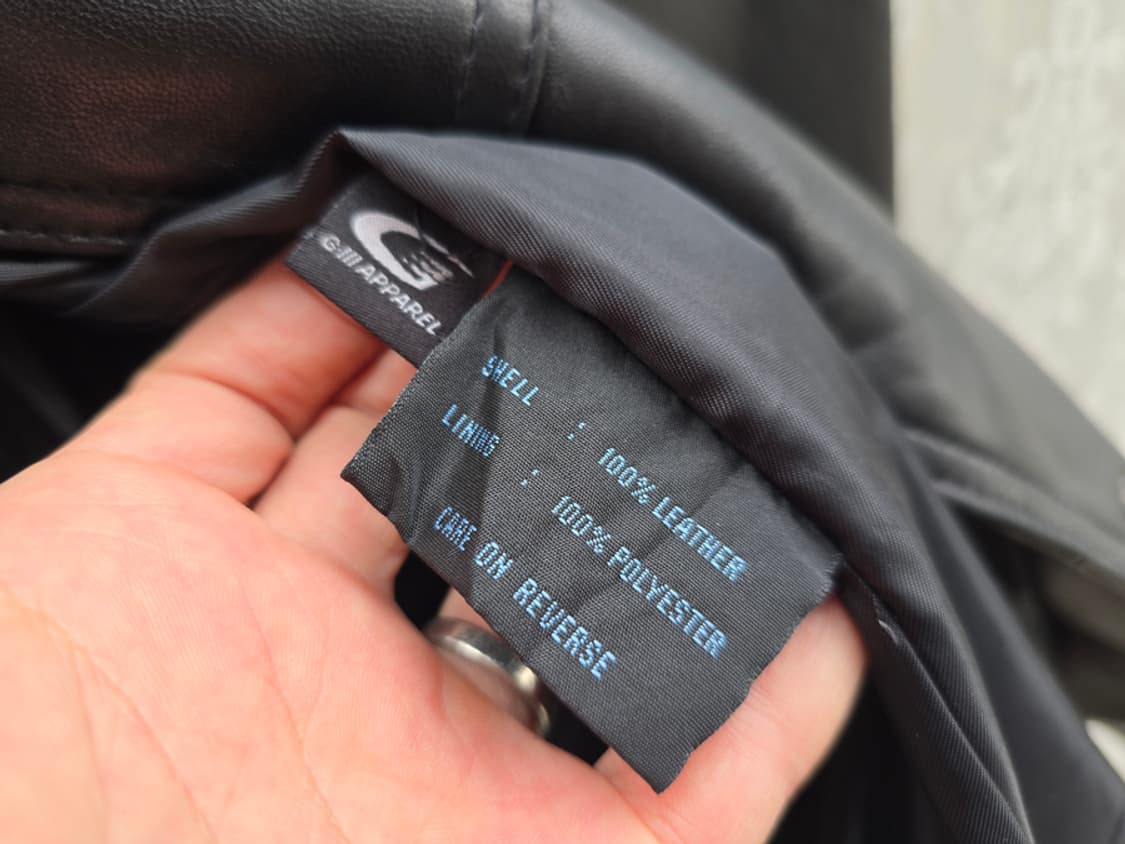 G-III APPAREL
SHELL : 100% LEATHER
LINING : 100% POLYESTER
CARE ON REVERSE